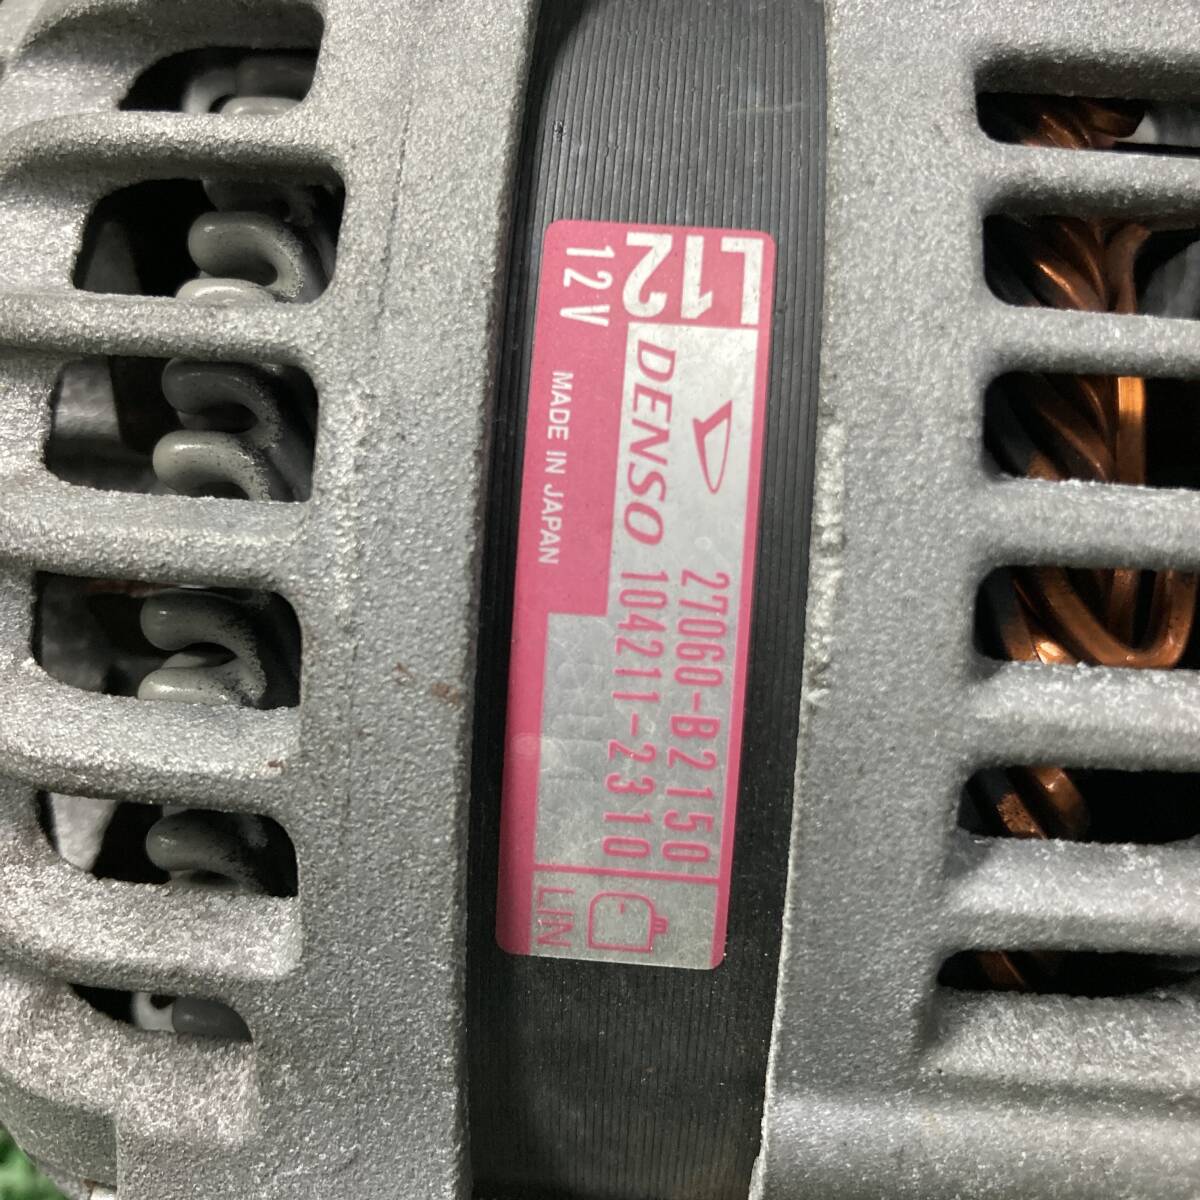 L12
DENSO
27060-B2150
104211-2310
12V
MADE IN JAPAN
LIN